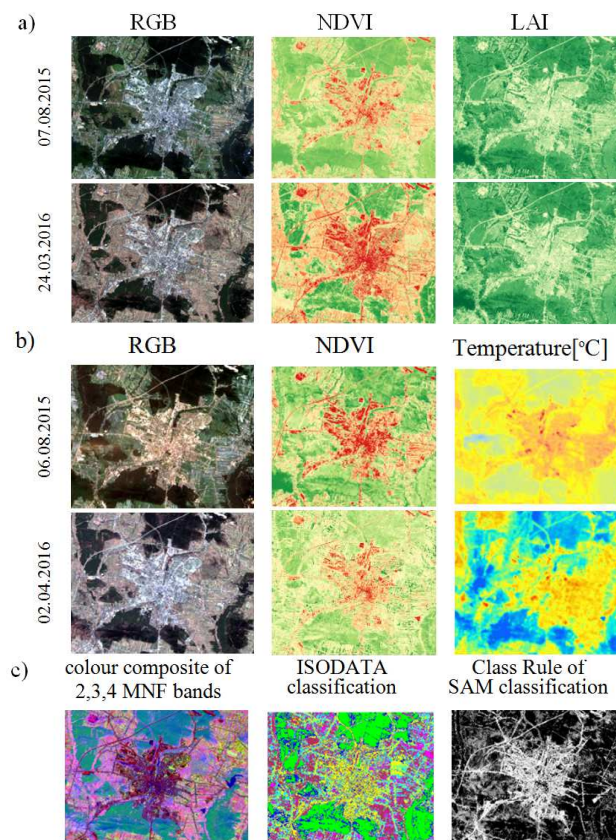 a)
RGB NDVI LAI
07.08.2015
24.03.2016
b)
RGB NDVI Temperature[°C]
06.08.2015
02.04.2016
c)
colour composite of
2,3,4 MNF bands
ISODATA
classification
Class Rule of
SAM classification